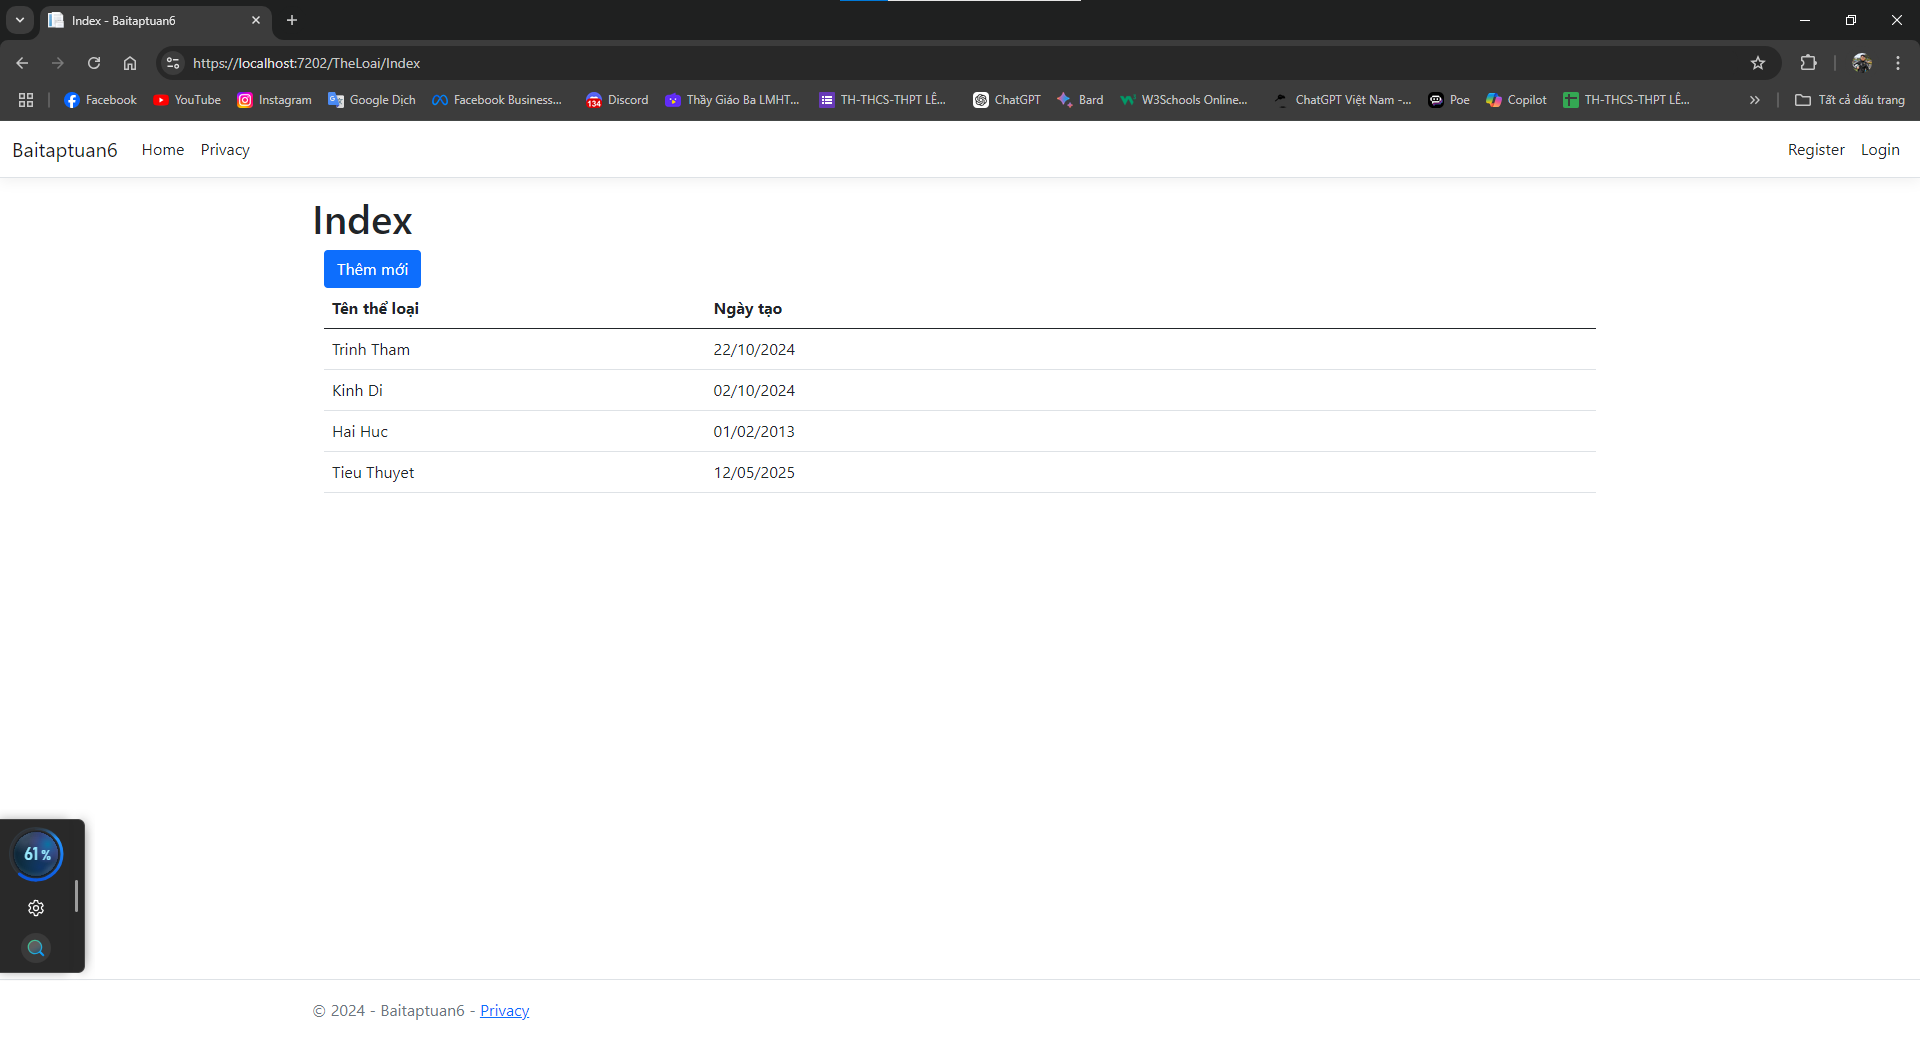 Index - Baitaptuan6
https://localhost:7202/TheLoai/Index
Facebook YouTube Instagram Google Dịch Facebook Business... 134 Discord Thầy Giáo Ba LMHT... TH-THCS-THPT LÊ... ChatGPT Bard W3Schools Online... ChatGPT Việt Nam -... Poe Copilot TH-THCS-THPT LÊ... Tất cả dấu trang
Baitaptuan6 Home Privacy Register Login
Index
Thêm mới
Tên thể loại Ngày tạo
Trinh Tham 22/10/2024
Kinh Di 02/10/2024
Hai Huc 01/02/2013
Tieu Thuyet 12/05/2025
61%
© 2024 - Baitaptuan6 - Privacy